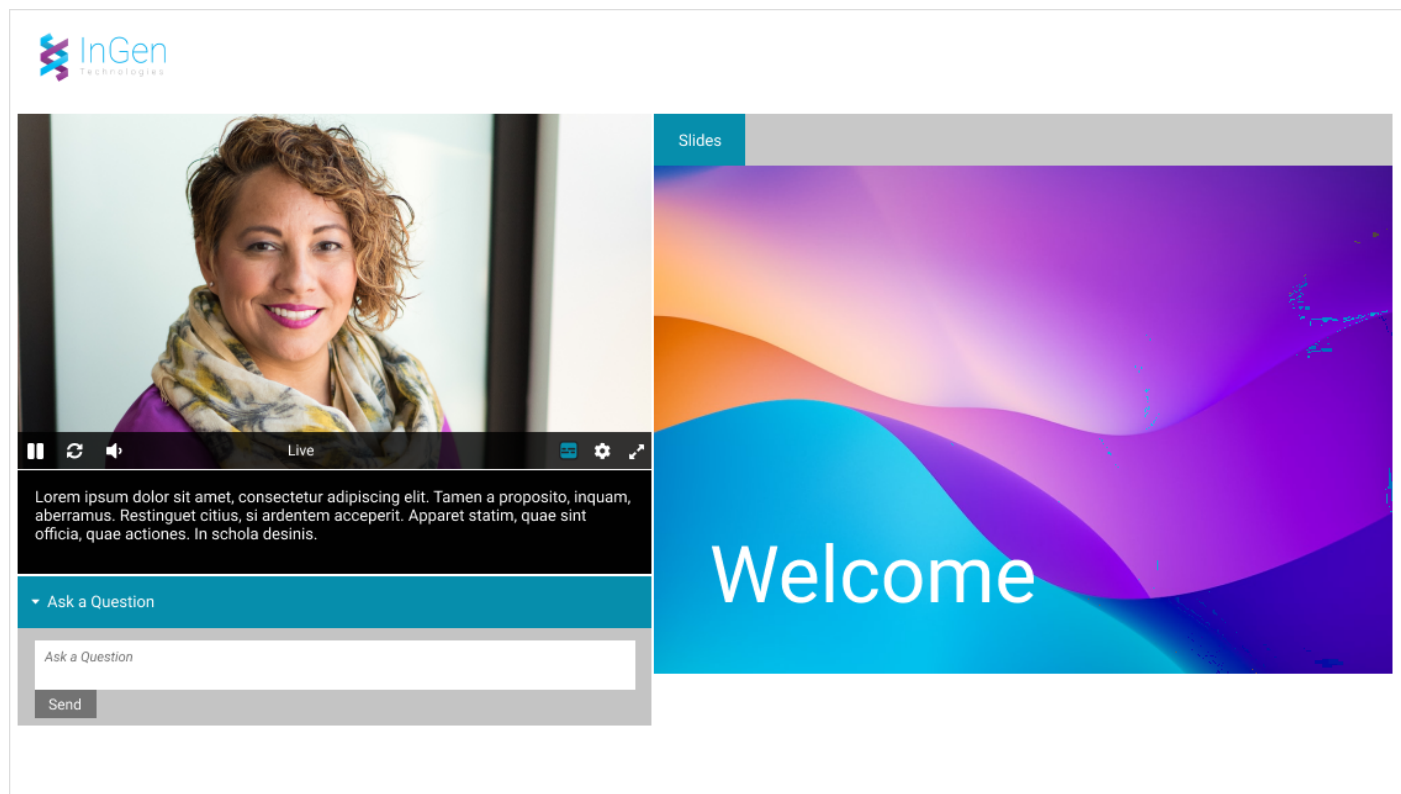 InGen
Technologies
Slides
Live
Lorem ipsum dolor sit amet, consectetur adipiscing elit. Tamen a proposito, inquam,
aberramus. Restinguet citius, si ardentem acceperit. Apparet statim, quae sint
officia, quae actiones. In schola desinis.
Ask a Question
Ask a Question
Send
Welcome